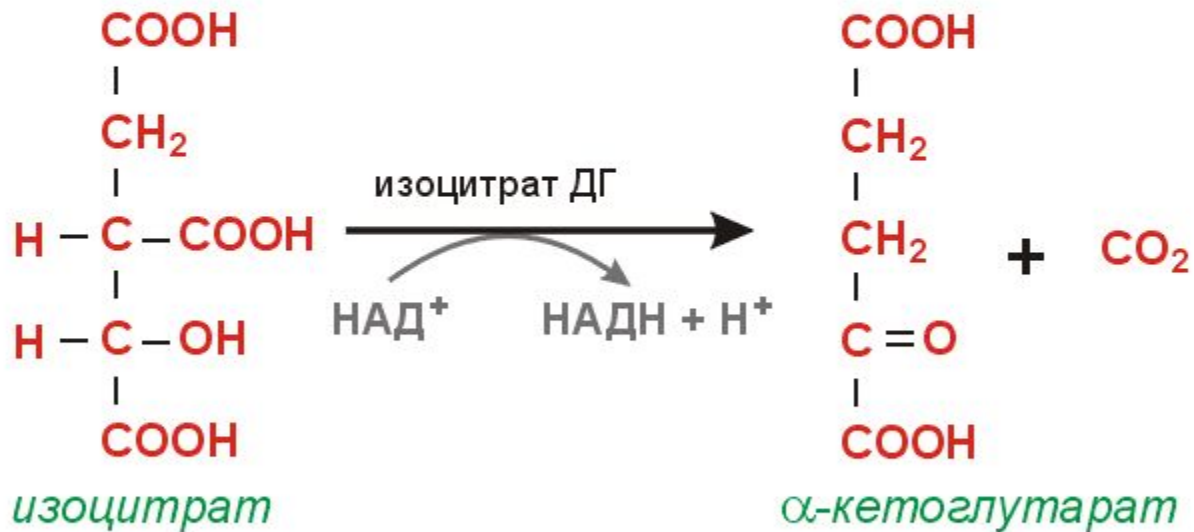 COOH
CH₂
H – C – COOH
H – C – OH
COOH
изоцитрат
изоцитрат ДГ
НАД⁺
НАДН + Н⁺
COOH
CH₂
CH₂
C = O
COOH
α-кетоглутарат
+ CO₂